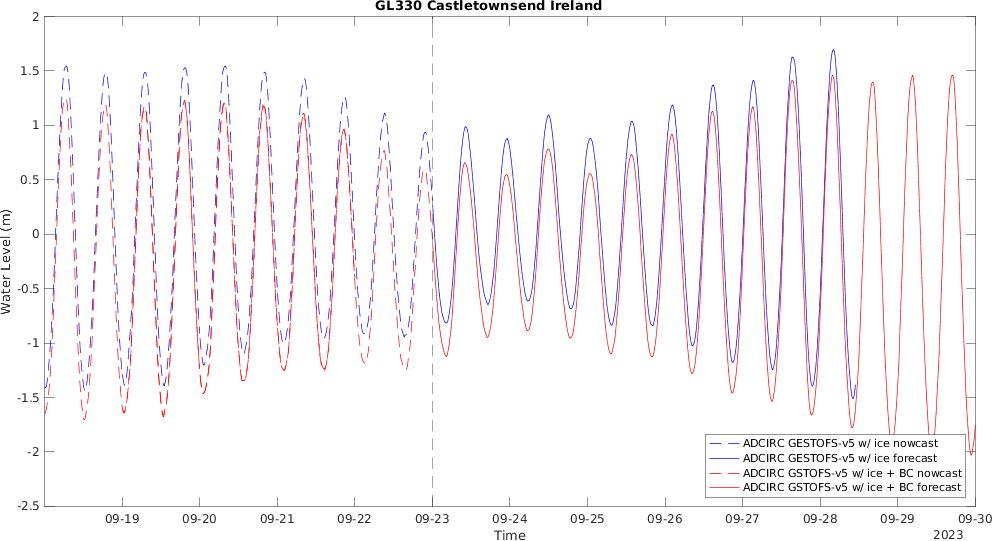 GL330 Castletownsend Ireland
2
1.5
1
0.5
0
-0.5
-1
-1.5
-2
-2.5
Water Level (m)
ADCIRC GESTOFS-v5 w/ ice nowcast
ADCIRC GESTOFS-v5 w/ ice forecast
ADCIRC GSTOFS-v5 w/ ice + BC nowcast
ADCIRC GSTOFS-v5 w/ ice + BC forecast
09-19 09-20 09-21 09-22 09-23 09-24 09-25 09-26 09-27 09-28 09-29 09-30
Time
2023